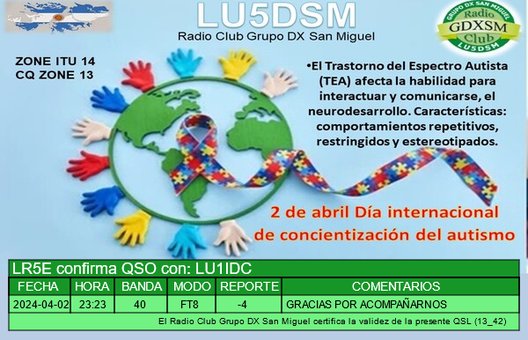 LU5DSM
Radio Club Grupo DX San Miguel
GRUPO DX SAN MIGUEL
Radio
GDXSM
Club
LU5DSM
ZONE ITU 14
CQ ZONE 13
•El Trastorno del Espectro Autista
(TEA) afecta la habilidad para
interactuar y comunicarse, el
neurodesarrollo. Características:
comportamientos repetitivos,
restringidos y estereotipados.
2 de abril Día internacional
de concientización del autismo
LR5E confirma QSO con: LU1IDC
FECHA HORA BANDA MODO REPORTE COMENTARIOS
2024-04-02 23:23 40 FT8 -4 GRACIAS POR ACOMPAÑARNOS
El Radio Club Grupo DX San Miguel certifica la validez de la presente QSL (13_42)